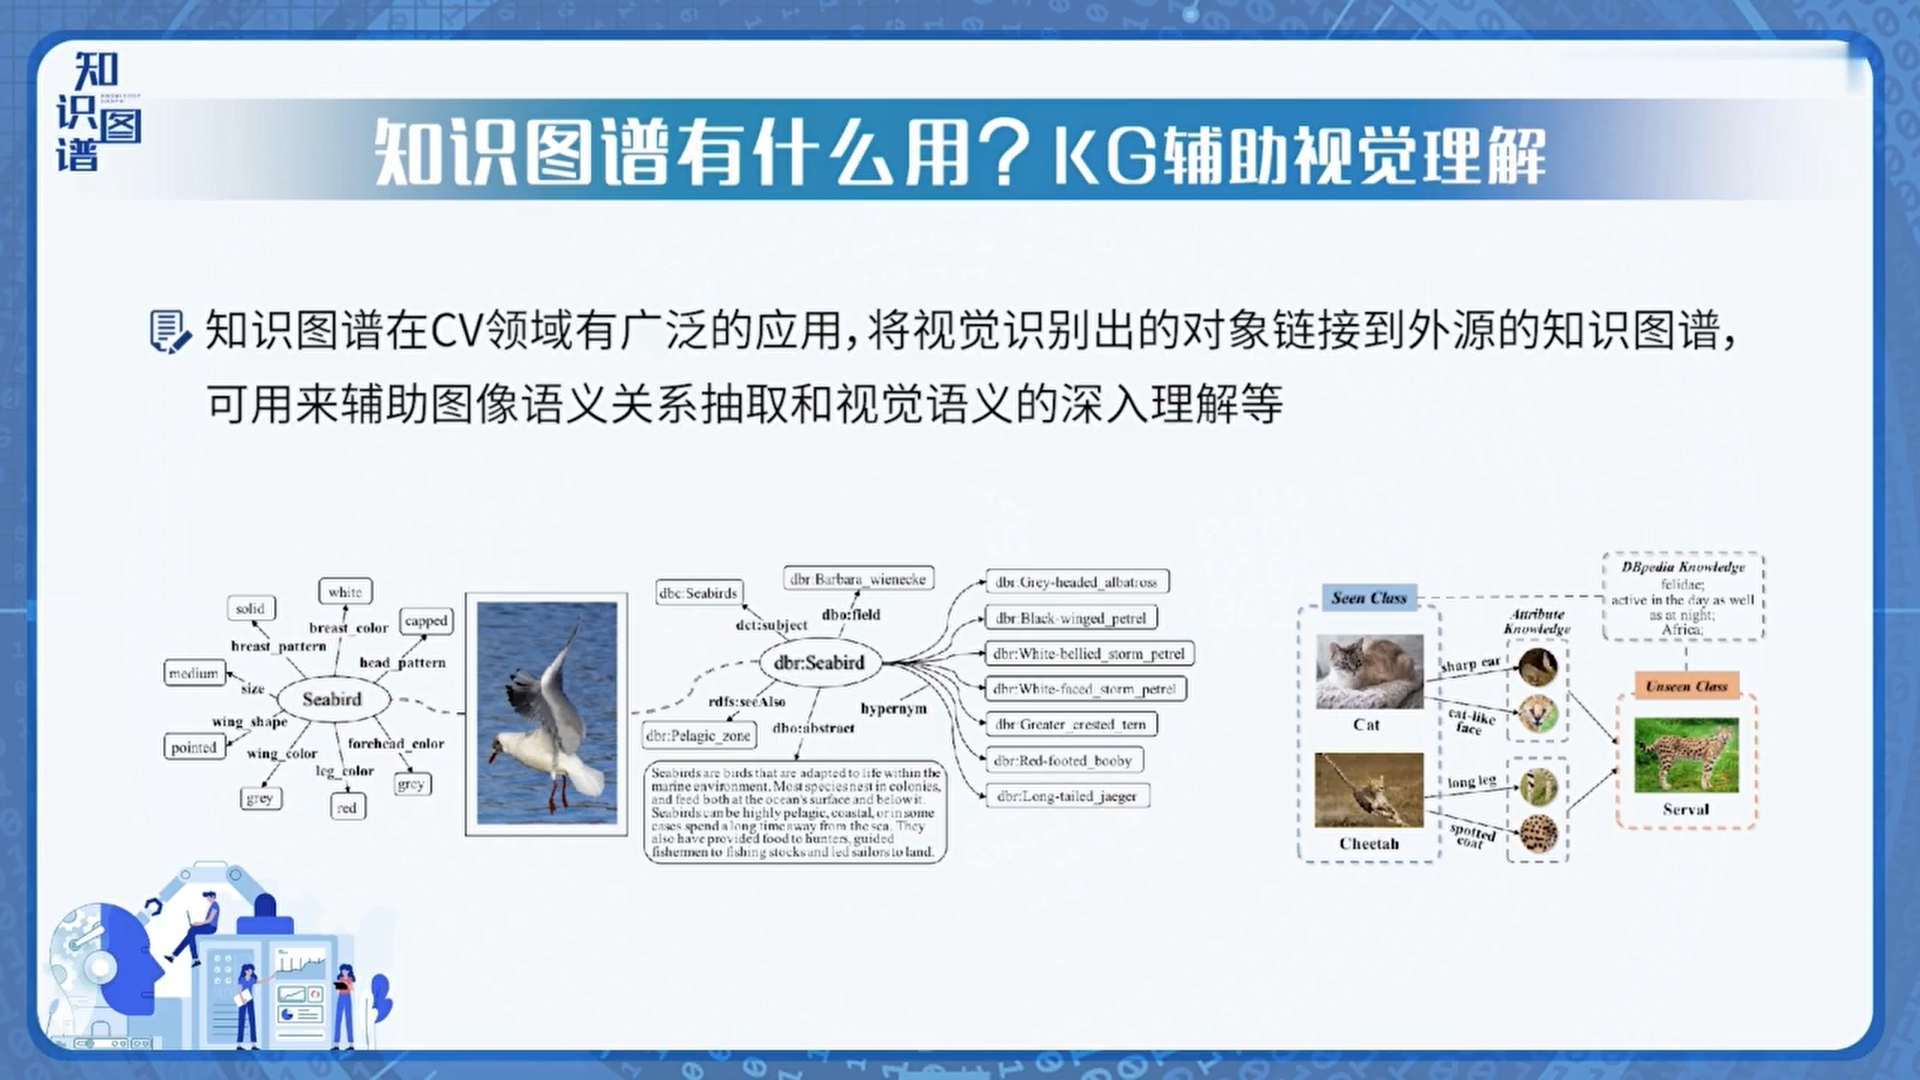 知识图谱
知识图谱有什么用？KG辅助视觉理解
知识图谱在CV领域有广泛的应用，将视觉识别出的对象链接到外源的知识图谱，
可用来辅助图像语义关系抽取和视觉语义的深入理解等
solid
white
capped
breast_color
breast_pattern
head_pattern
medium
size
Seabird
wing_shape
pointed
wing_color
forehead_color
leg_color
grey
red
grey
dbc:Seabirds
dbr:Barbara_wienecke
dct:subject
dbo:field
dbr:Seabird
rdfs:seeAlso
hypernym
dbr:Pelagic_zone
dbo:abstract
Seabirds are birds that are adapted to life within the
marine environment. Most species nest in colonies,
and feed both at the ocean's surface and below it.
Seabirds can be highly pelagic, coastal, or in some
cases spend a long time away from the sea. They
also have provided food to hunters, guided
fishermen to fishing stocks and led sailors to land.
dbr:Grey-headed_albatross
dbr:Black-winged_petrel
dbr:White-bellied_storm_petrel
dbr:White-faced_storm_petrel
dbr:Greater_crested_tern
dbr:Red-footed_booby
dbr:Long-tailed_jaeger
Seen Class
Cat
Cheetah
Attribute
Knowledge
sharp ear
cat-like
face
long leg
spotted
coat
DBpedia Knowledge
felidae;
active in the day as well
as at night;
Africa;
Unseen Class
Serval